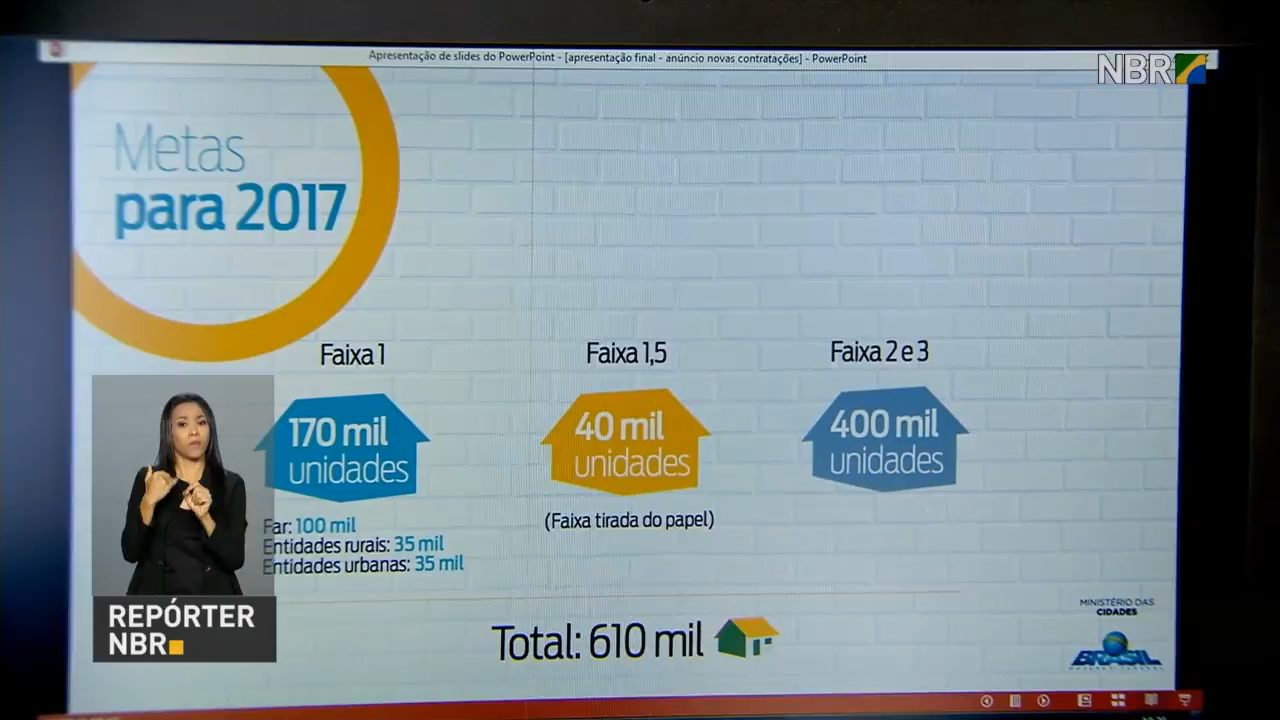 Apresentação de slides do PowerPoint - [apresentação final - anúncio novas contratações] - PowerPoint
NBR
Metas
para 2017
Faixa 1
Faixa 1,5
Faixa 2 e 3
170 mil
unidades
40 mil
unidades
400 mil
unidades
Far: 100 mil
Entidades rurais: 35 mil
Entidades urbanas: 35 mil
(Faixa tirada do papel)
REPÓRTER
NBR
Total: 610 mil
MINISTÉRIO DAS
CIDADES
BRASIL